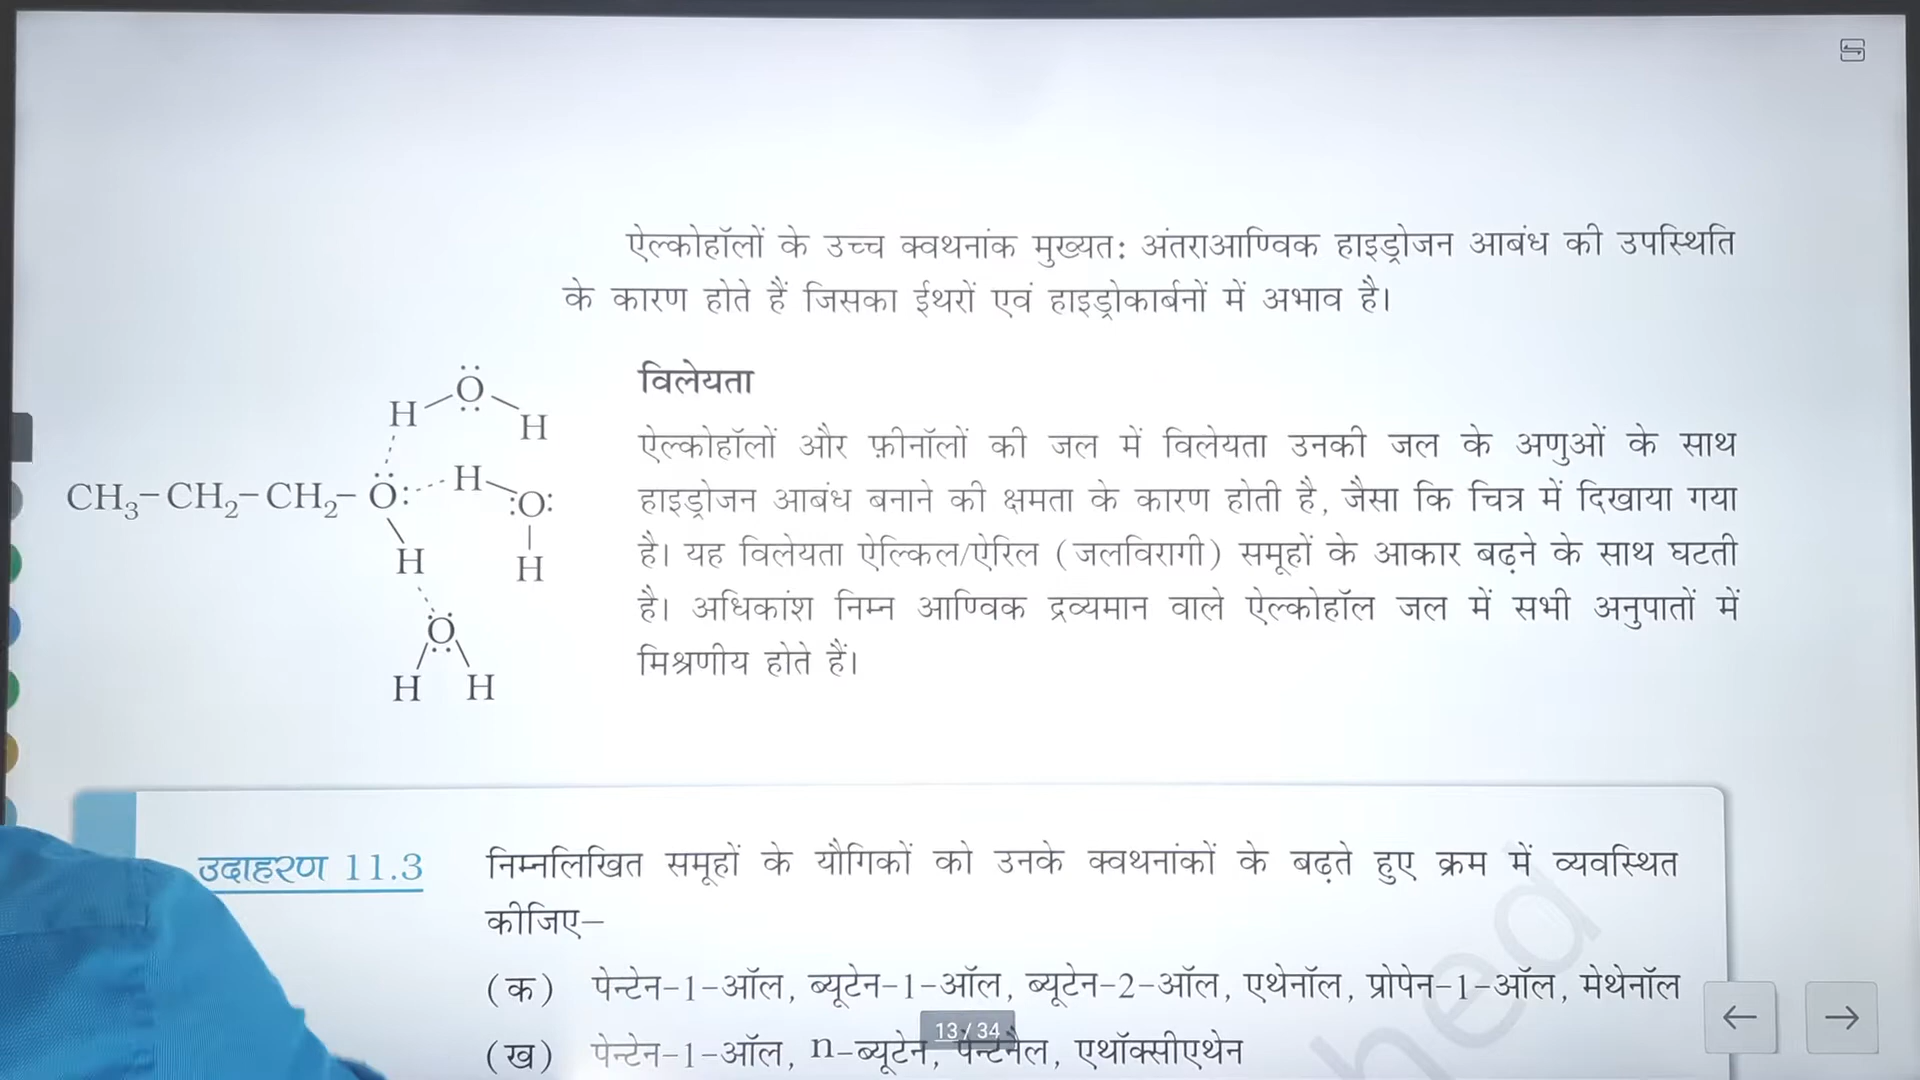 ऐल्कोहॉलों के उच्च क्वथनांक मुख्यत: अंतराआण्विक हाइड्रोजन आबंध की उपस्थिति
के कारण होते हैं जिसका ईथरों एवं हाइड्रोकार्बनों में अभाव है।
विलेयता
ऐल्कोहॉलों और फ़ीनॉलों की जल में विलेयता उनकी जल के अणुओं के साथ
हाइड्रोजन आबंध बनाने की क्षमता के कारण होती है, जैसा कि चित्र में दिखाया गया
है। यह विलेयता ऐल्किल/ऐरिल (जलविरागी) समूहों के आकार बढ़ने के साथ घटती
है। अधिकांश निम्न आण्विक द्रव्यमान वाले ऐल्कोहॉल जल में सभी अनुपातों में
मिश्रणीय होते हैं।
H O H
CH₃-CH₂-CH₂-O: H :O:
H H
O
H H
उदाहरण 11.3
निम्नलिखित समूहों के यौगिकों को उनके क्वथनांकों के बढ़ते हुए क्रम में व्यवस्थित
कीजिए–
(क) पेन्टेन-1-ऑल, ब्यूटेन-1-ऑल, ब्यूटेन-2-ऑल, एथेनॉल, प्रोपेन-1-ऑल, मेथेनॉल
(ख) पेन्टेन-1-ऑल, n-ब्यूटेन, पेन्टनैल, एथॉक्सीएथेन
13 / 34
hed